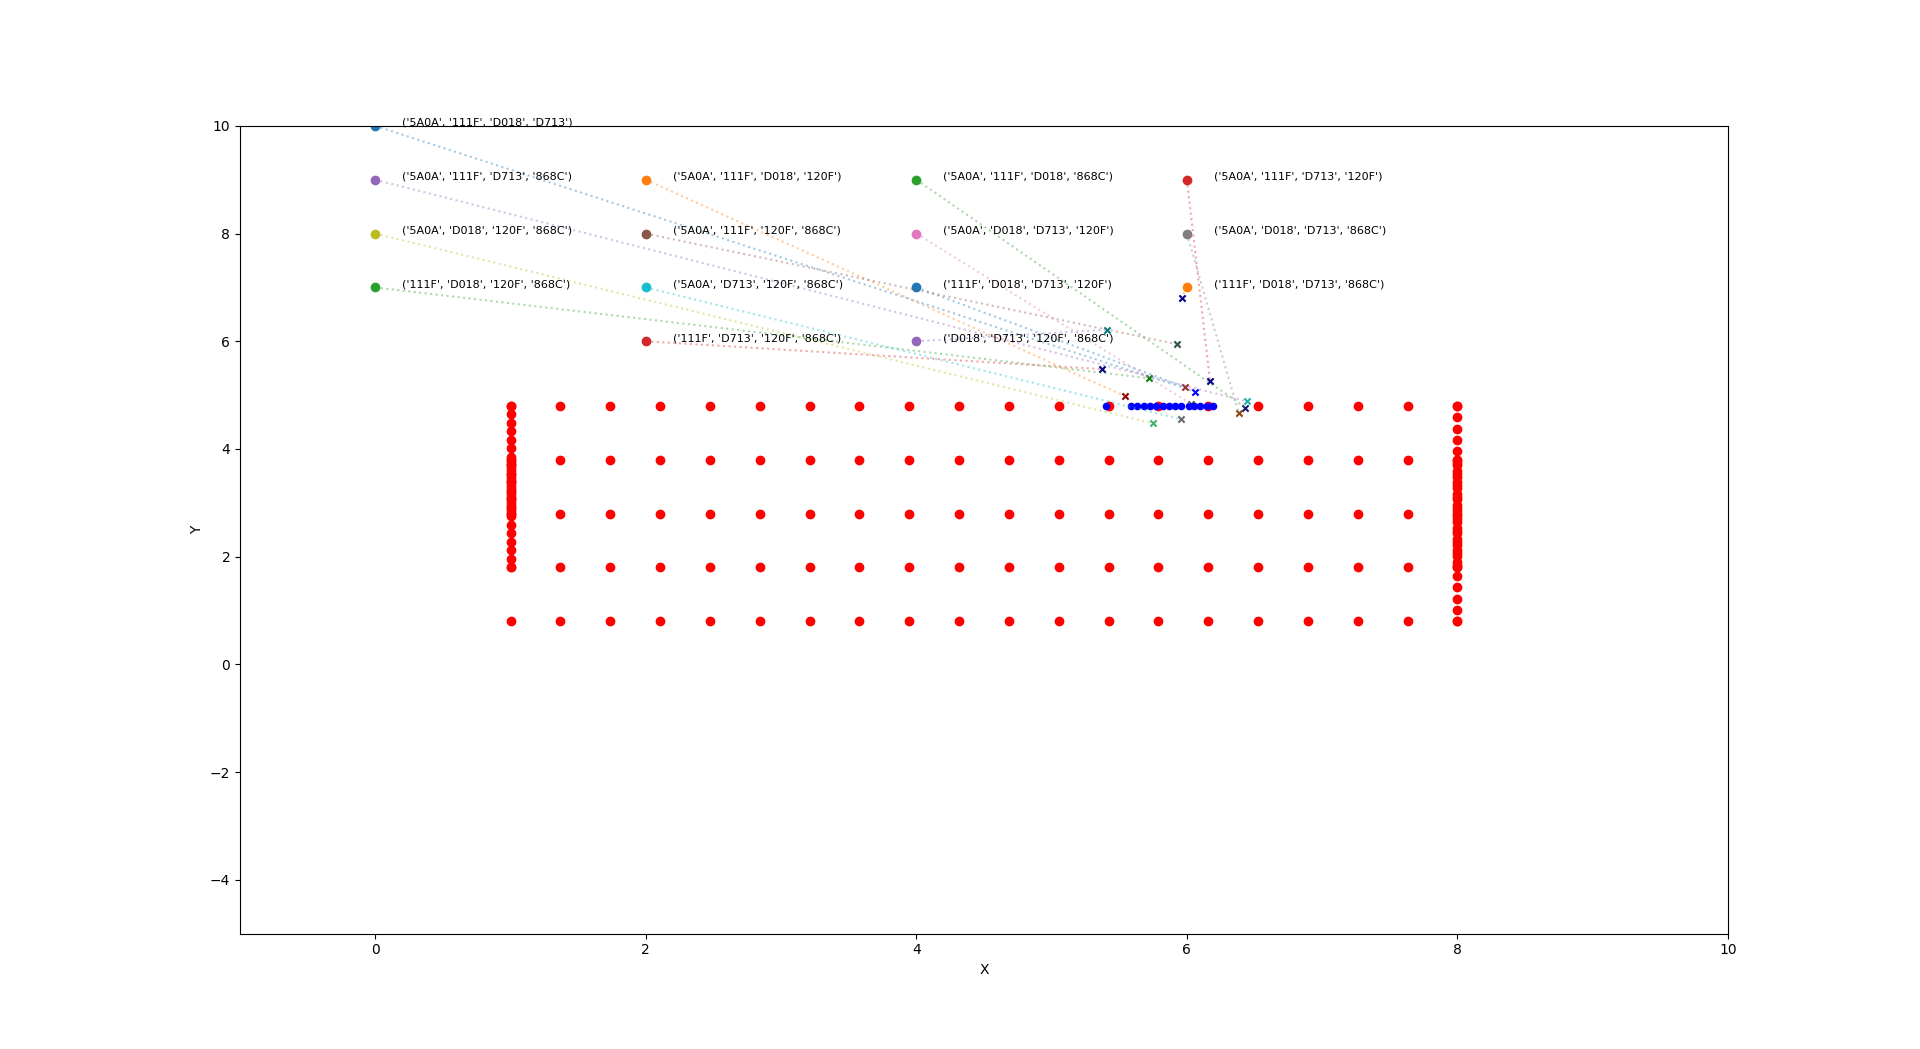 ('5A0A', '111F', 'D018', 'D713')
('5A0A', '111F', 'D713', '868C') ('5A0A', '111F', 'D018', '120F') ('5A0A', '111F', 'D018', '868C') ('5A0A', '111F', 'D713', '120F')
('5A0A', 'D018', '120F', '868C') ('5A0A', '111F', '120F', '868C') ('5A0A', 'D018', 'D713', '120F') ('5A0A', 'D018', 'D713', '868C')
('111F', 'D018', '120F', '868C') ('5A0A', 'D713', '120F', '868C') ('111F', 'D018', 'D713', '120F') ('111F', 'D018', 'D713', '868C')
('111F', 'D713', '120F', '868C') ('D018', 'D713', '120F', '868C')
10
8
6
4
2
0
−2
−4
Y
0 2 4 6 8 10
X